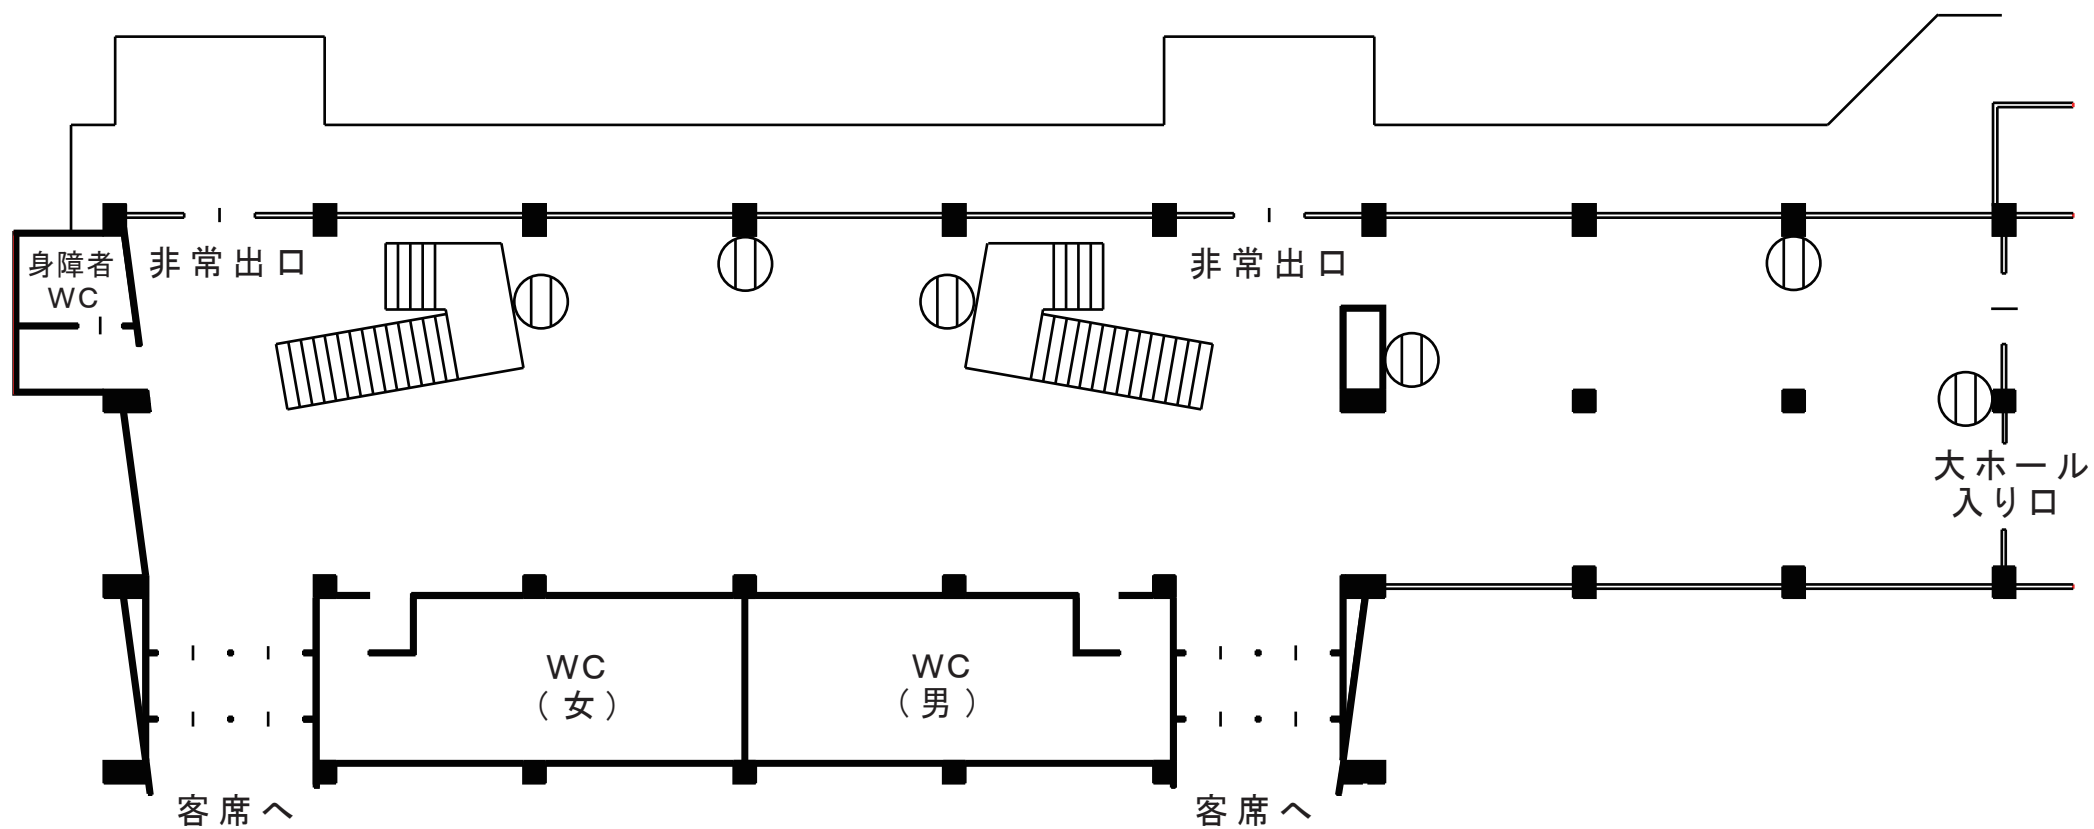 身障者
WC
非常出口
非常出口
大ホール
入り口
WC
（女）
WC
（男）
客席へ
客席へ